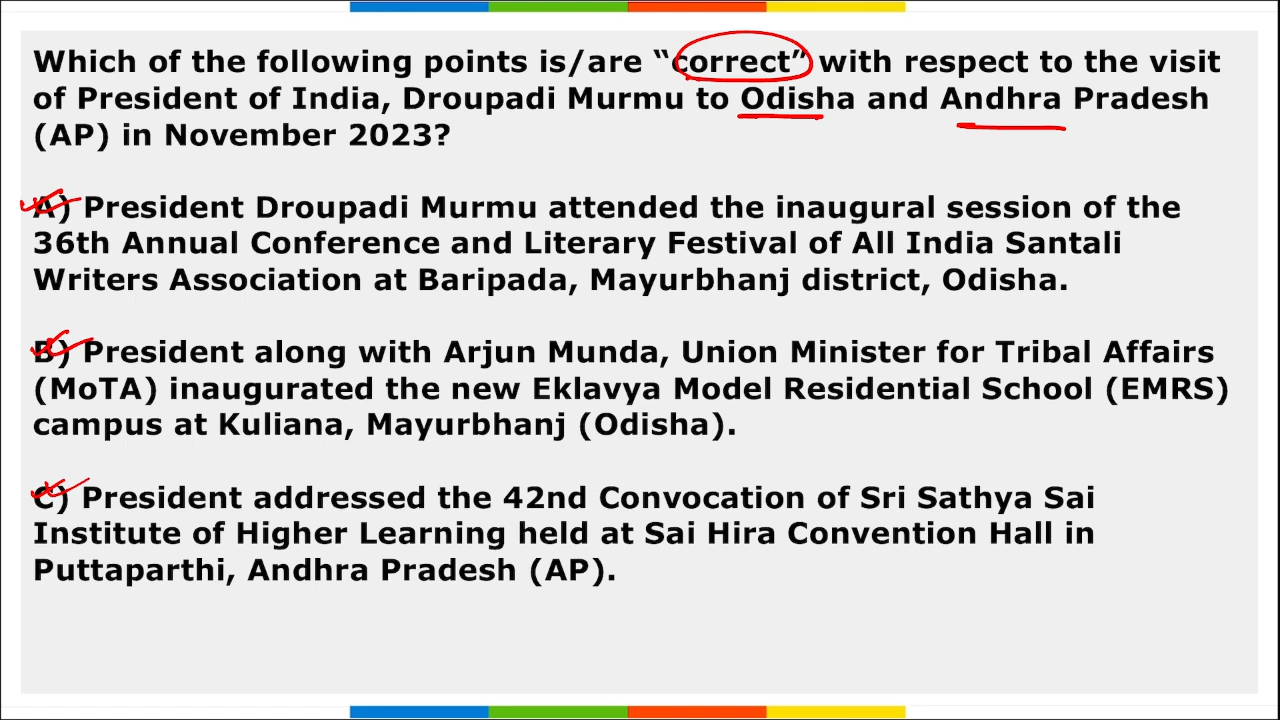 Which of the following points is/are “correct” with respect to the visit
of President of India, Droupadi Murmu to Odisha and Andhra Pradesh
(AP) in November 2023?
A) President Droupadi Murmu attended the inaugural session of the
36th Annual Conference and Literary Festival of All India Santali
Writers Association at Baripada, Mayurbhanj district, Odisha.
B) President along with Arjun Munda, Union Minister for Tribal Affairs
(MoTA) inaugurated the new Eklavya Model Residential School (EMRS)
campus at Kuliana, Mayurbhanj (Odisha).
C) President addressed the 42nd Convocation of Sri Sathya Sai
Institute of Higher Learning held at Sai Hira Convention Hall in
Puttaparthi, Andhra Pradesh (AP).